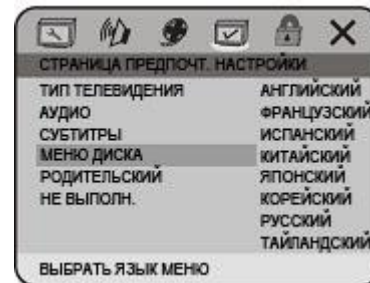 СТРАНИЦА ПРЕДПОЧТ. НАСТРОЙКИ
ТИП ТЕЛЕВИДЕНИЯ АНГЛИЙСКИЙ
АУДИО ФРАНЦУЗСКИЙ
СУБТИТРЫ ИСПАНСКИЙ
МЕНЮ ДИСКА КИТАЙСКИЙ
РОДИТЕЛЬСКИЙ ЯПОНСКИЙ
НЕ ВЫПОЛН. КОРЕЙСКИЙ
РУССКИЙ
ТАЙЛАНДСКИЙ
ВЫБРАТЬ ЯЗЫК МЕНЮ